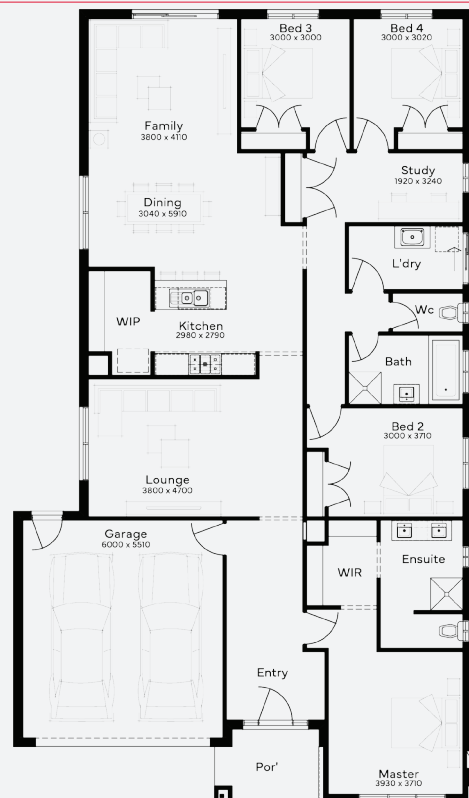 Bed 3
3000 x 3000
Bed 4
3000 x 3020
Family
3800 x 4110
Study
1920 x 3240
Dining
3040 x 5910
L'dry
Wc
WIP
Kitchen
2980 x 2790
Bath
Bed 2
3000 x 3710
Lounge
3800 x 4700
Garage
6000 x 5510
Ensuite
WIR
Entry
Por'
Master
3930 x 3710